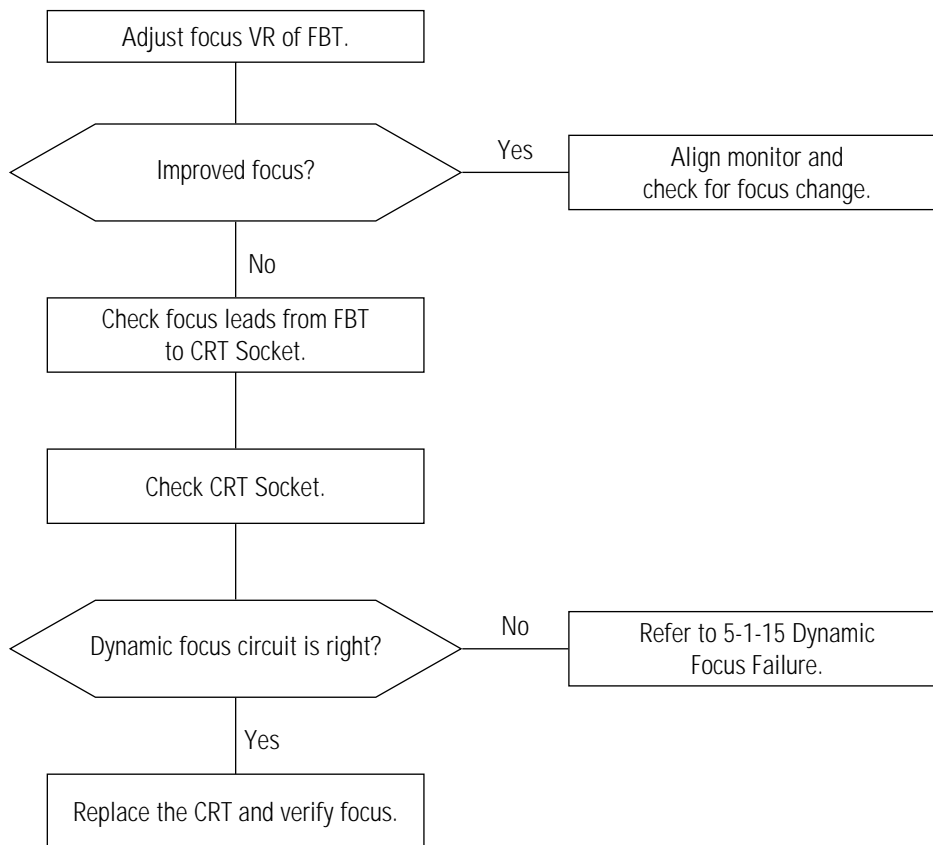 Adjust focus VR of FBT.
Improved focus?
Yes
Align monitor and
check for focus change.
No
Check focus leads from FBT
to CRT Socket.
Check CRT Socket.
Dynamic focus circuit is right?
No
Refer to 5-1-15 Dynamic
Focus Failure.
Yes
Replace the CRT and verify focus.